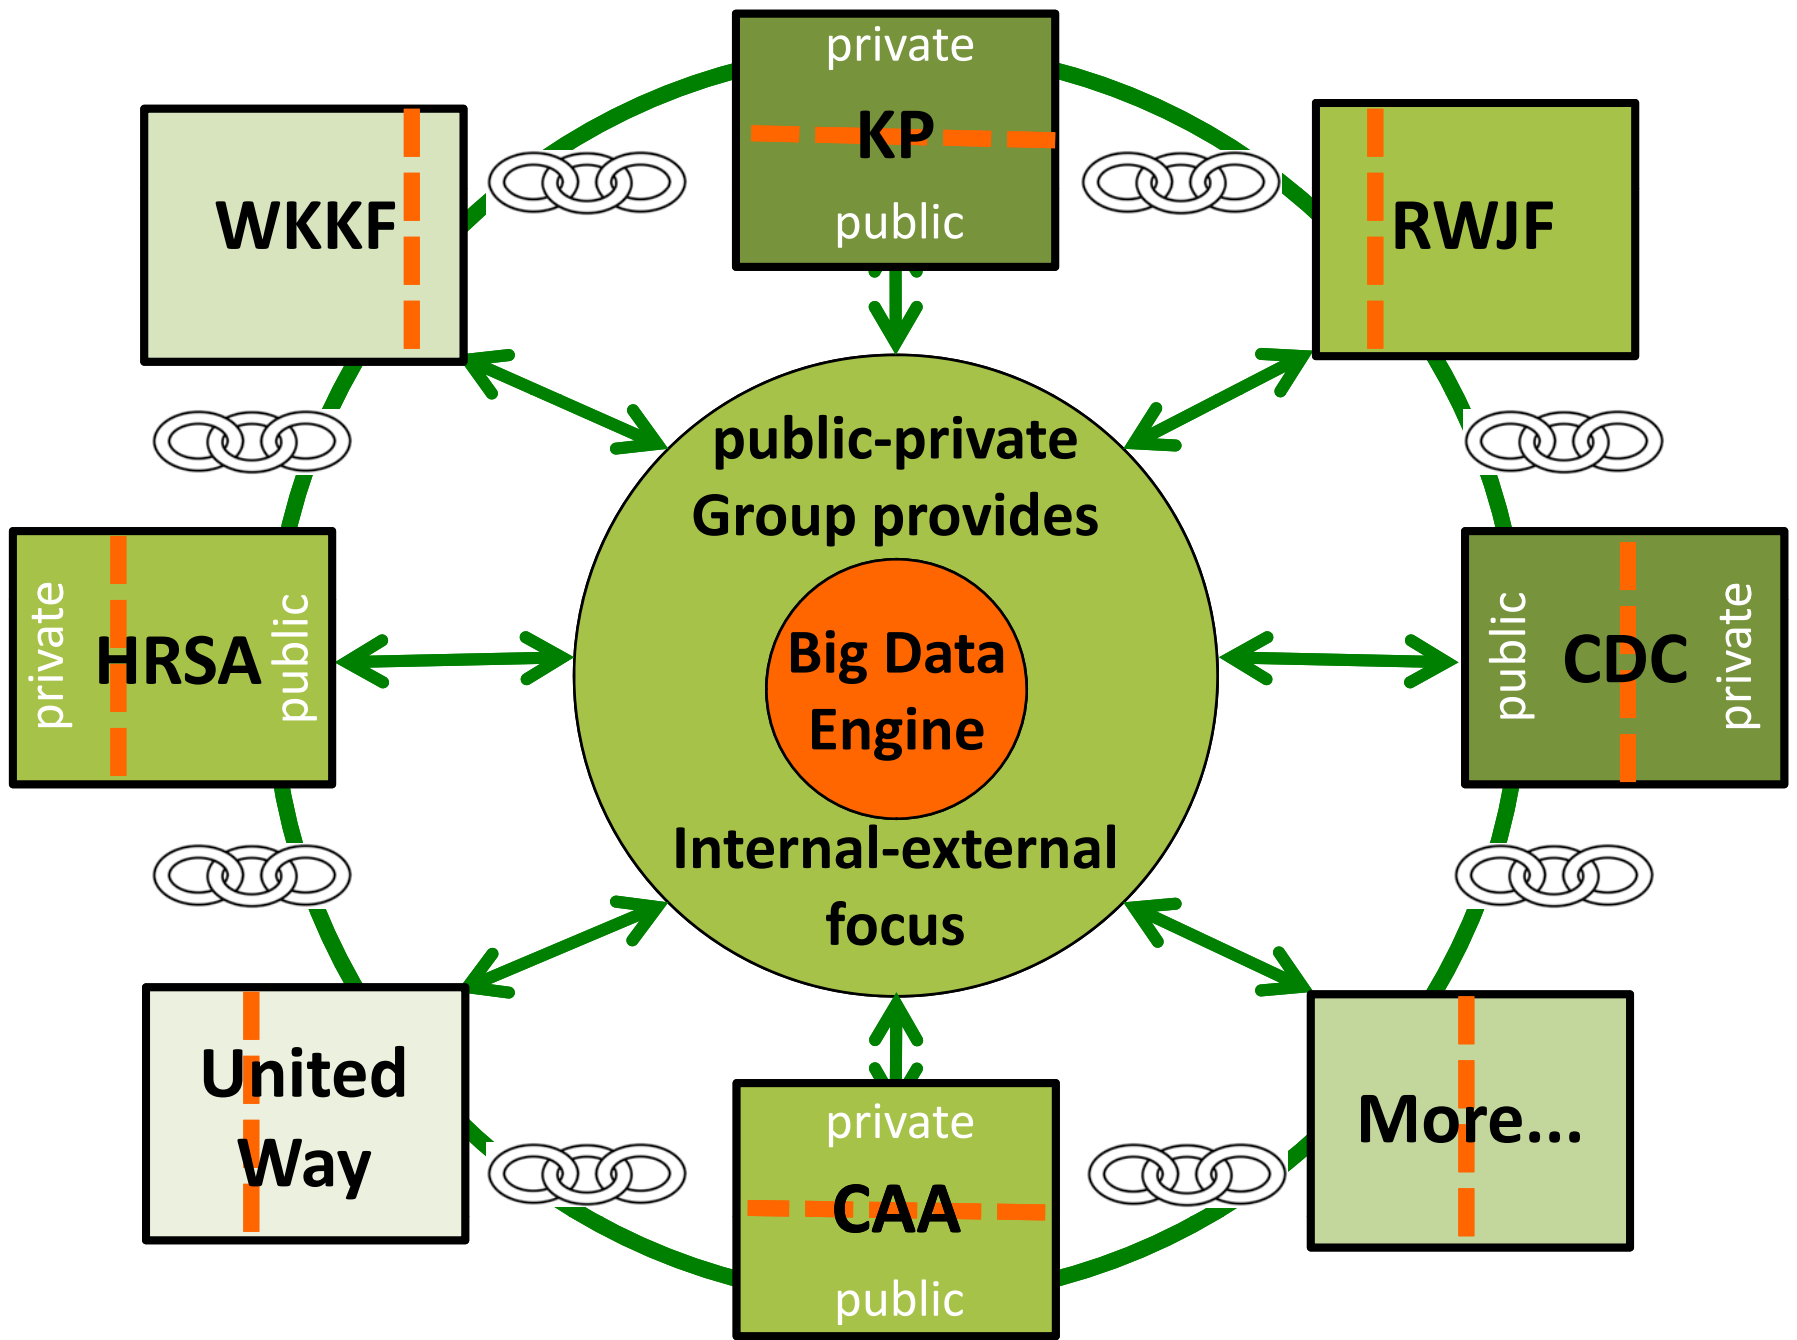 private
KP
public
WKKF
RWJF
public-private
Group provides
Big Data
Engine
Internal-external
focus
private
HRSA
public
public
CDC
private
United
Way
private
CAA
public
More...